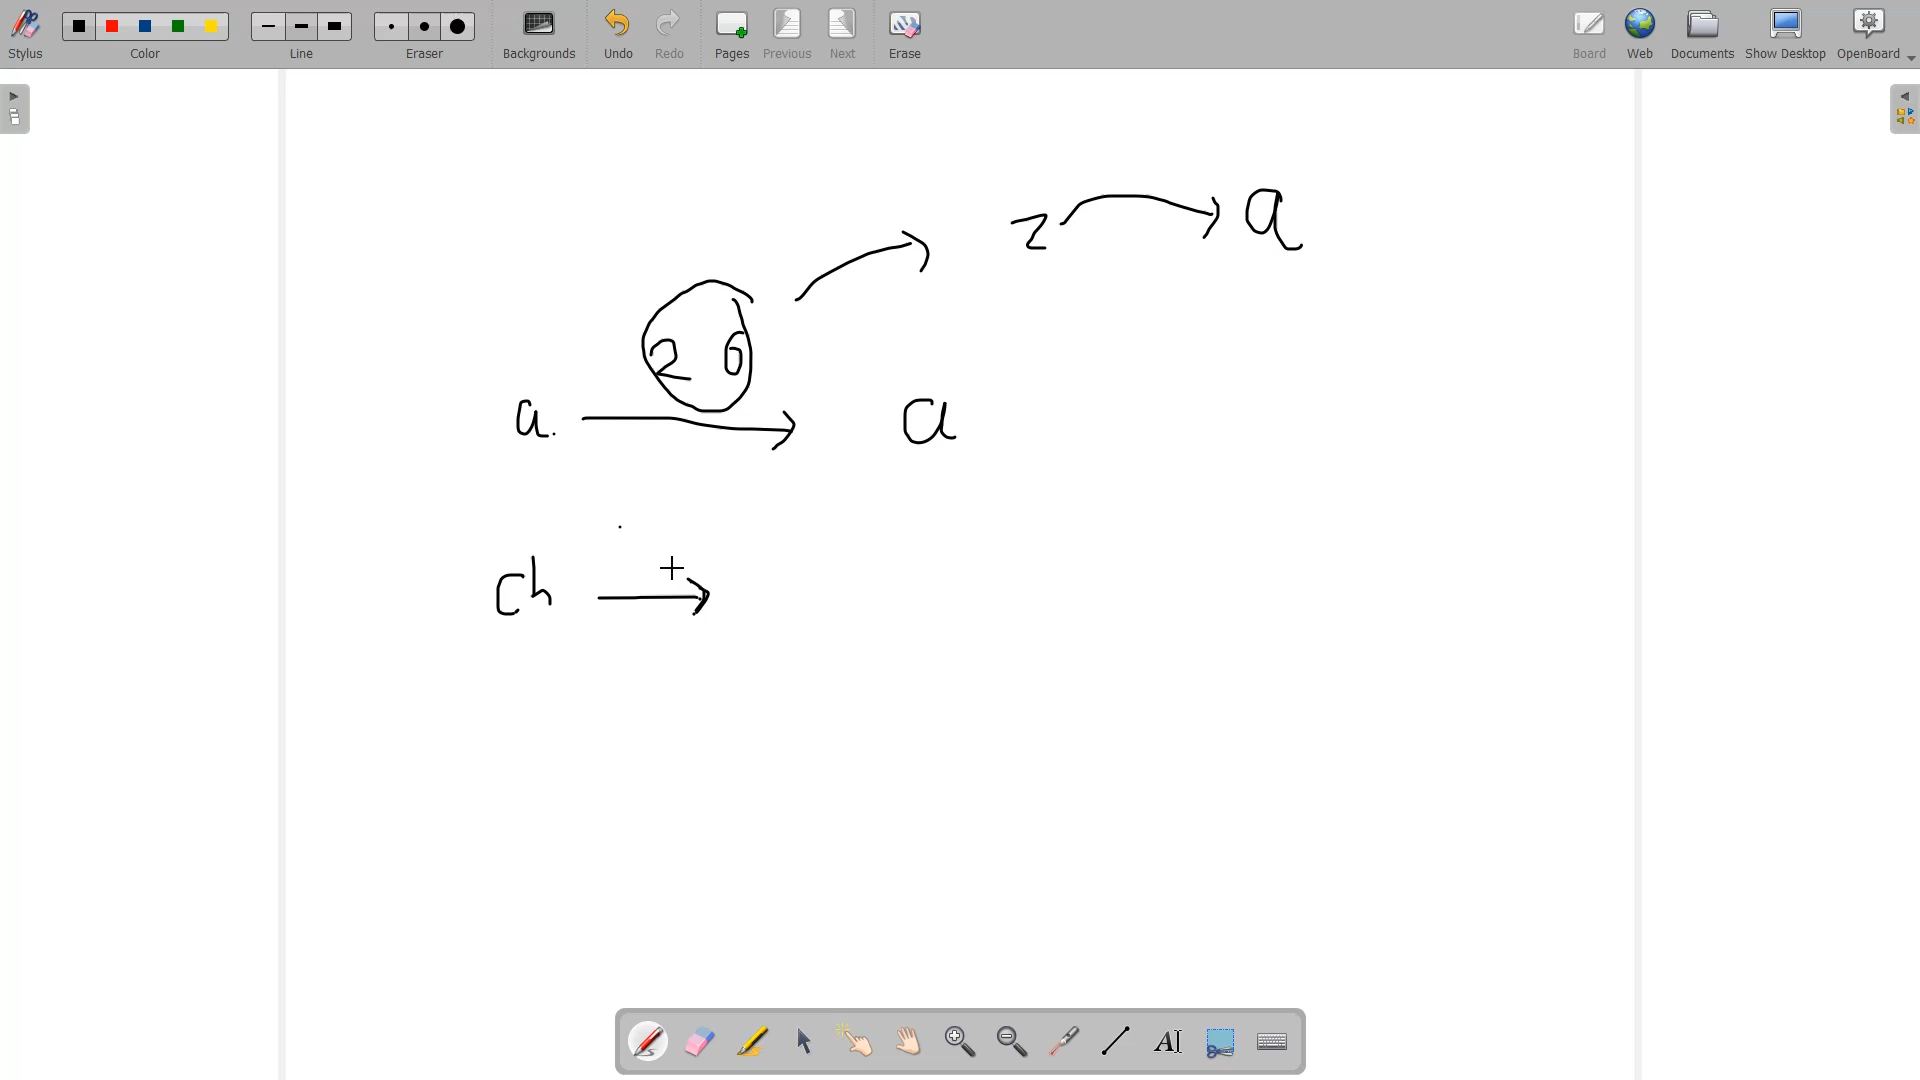 Stylus Color Line Eraser Backgrounds Undo Redo Pages Previous Next Erase Board Web Documents Show Desktop OpenBoard
z a
26
a. a
ch
AI